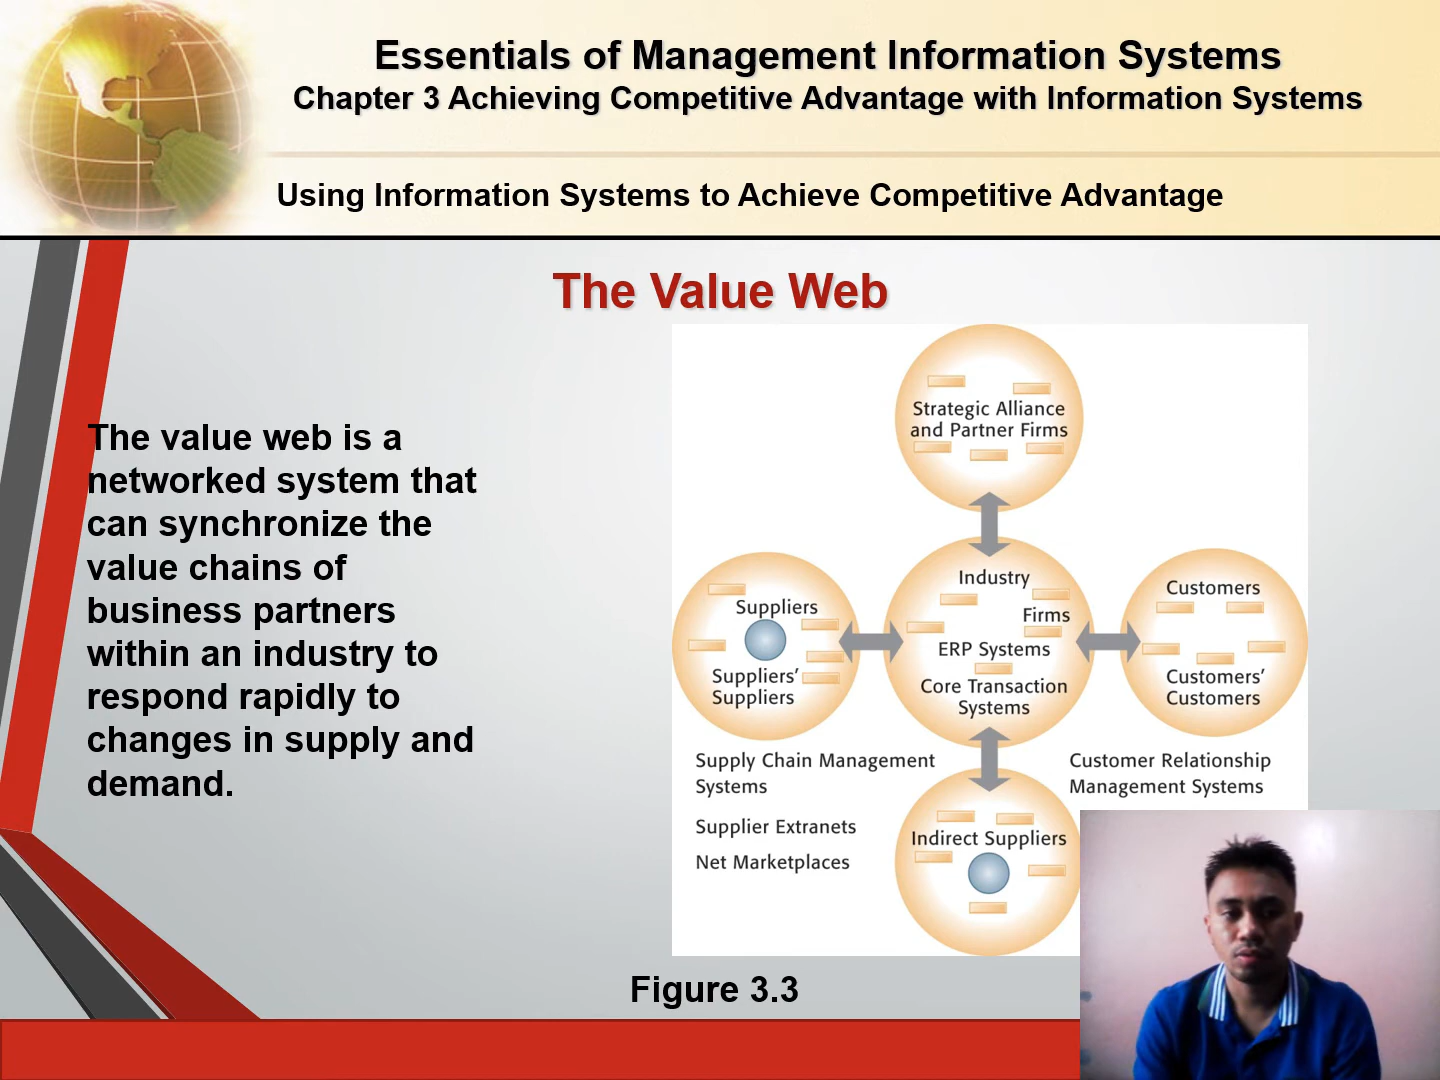 Essentials of Management Information Systems
Chapter 3 Achieving Competitive Advantage with Information Systems
Using Information Systems to Achieve Competitive Advantage
The Value Web
The value web is a
networked system that
can synchronize the
value chains of
business partners
within an industry to
respond rapidly to
changes in supply and
demand.
Strategic Alliance
and Partner Firms
Industry
Firms
ERP Systems
Core Transaction
Systems
Suppliers
Suppliers’
Suppliers
Customers
Customers’
Customers
Supply Chain Management
Systems
Supplier Extranets
Net Marketplaces
Customer Relationship
Management Systems
Indirect Suppliers
Figure 3.3